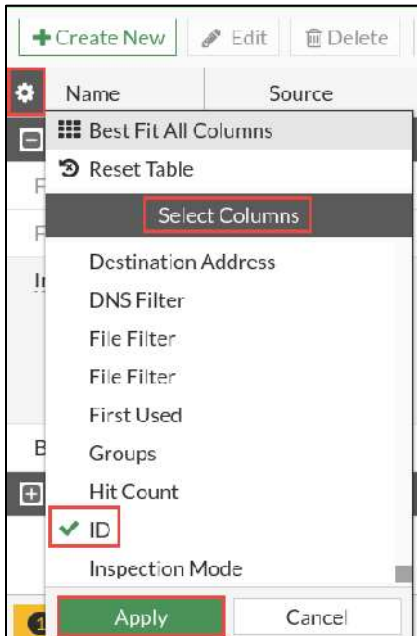 Create New Edit Delete
Name Source
Best Fit All Columns
Reset Table
F
Select Columns
F
Destination Address
DNS Filter
File Filter
File Filter
First Used
B Groups
Hit Count
ID
Inspection Mode
1 Apply Cancel